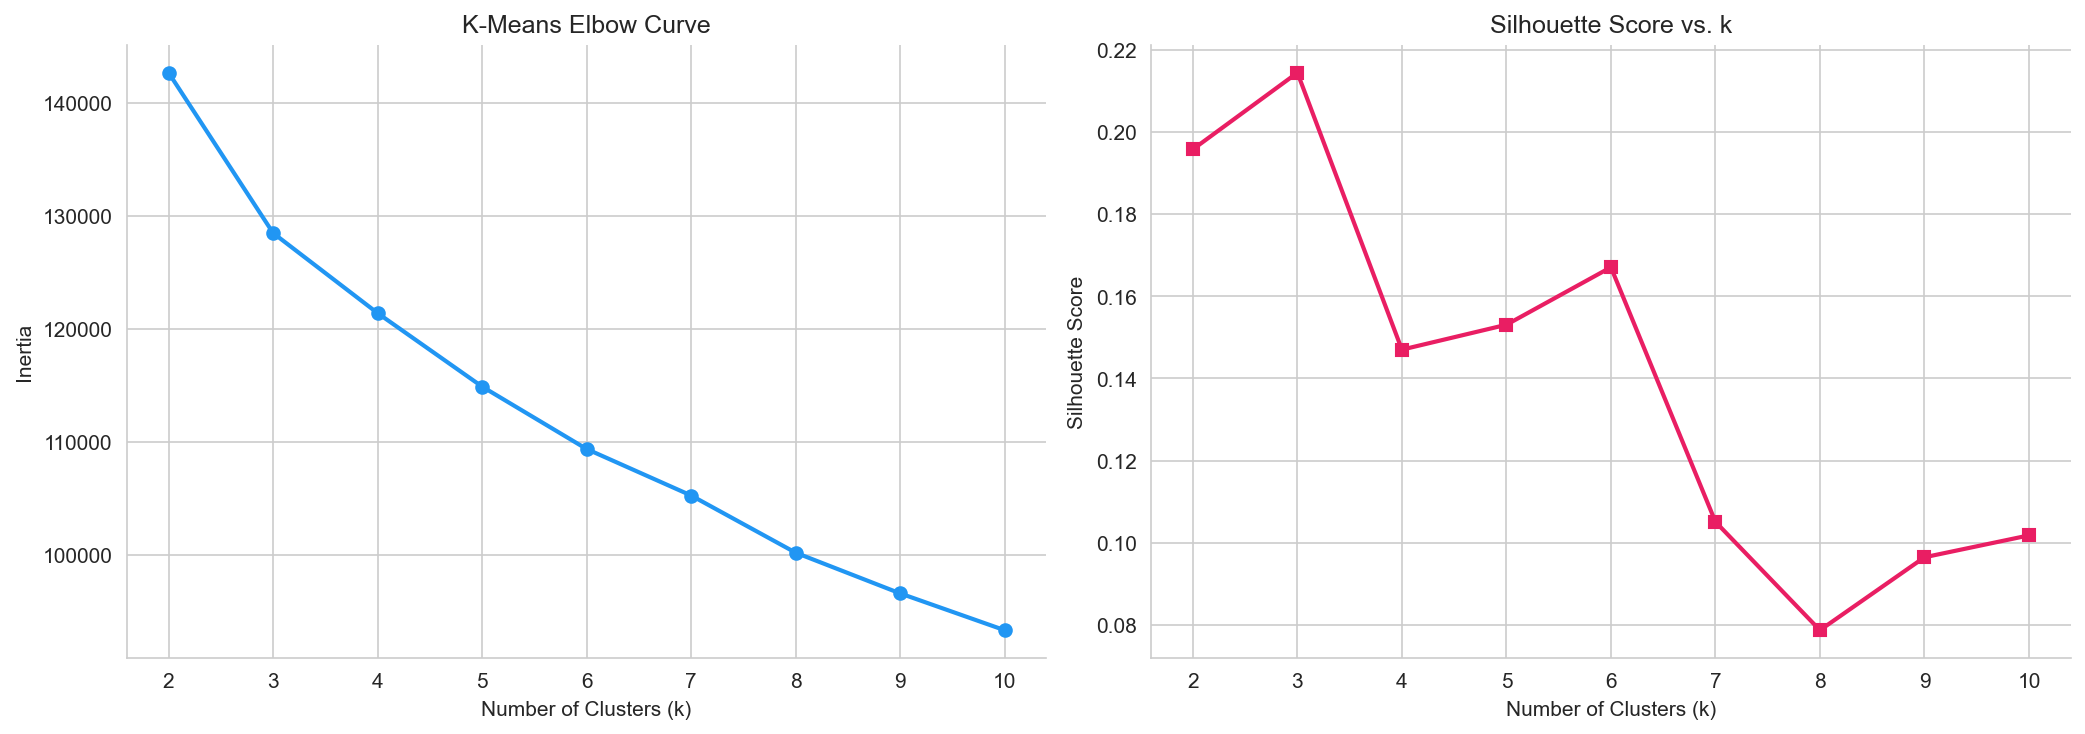 K-Means Elbow Curve
Inertia
140000
130000
120000
110000
100000
2 3 4 5 6 7 8 9 10
Number of Clusters (k)
Silhouette Score vs. k
Silhouette Score
0.22
0.20
0.18
0.16
0.14
0.12
0.10
0.08
2 3 4 5 6 7 8 9 10
Number of Clusters (k)